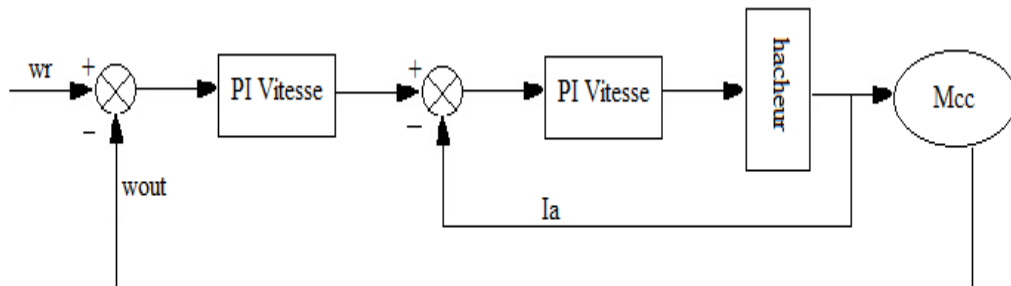 wr
+
−
PI Vitesse
+
−
PI Vitesse
hacheur
Mcc
wout
Ia